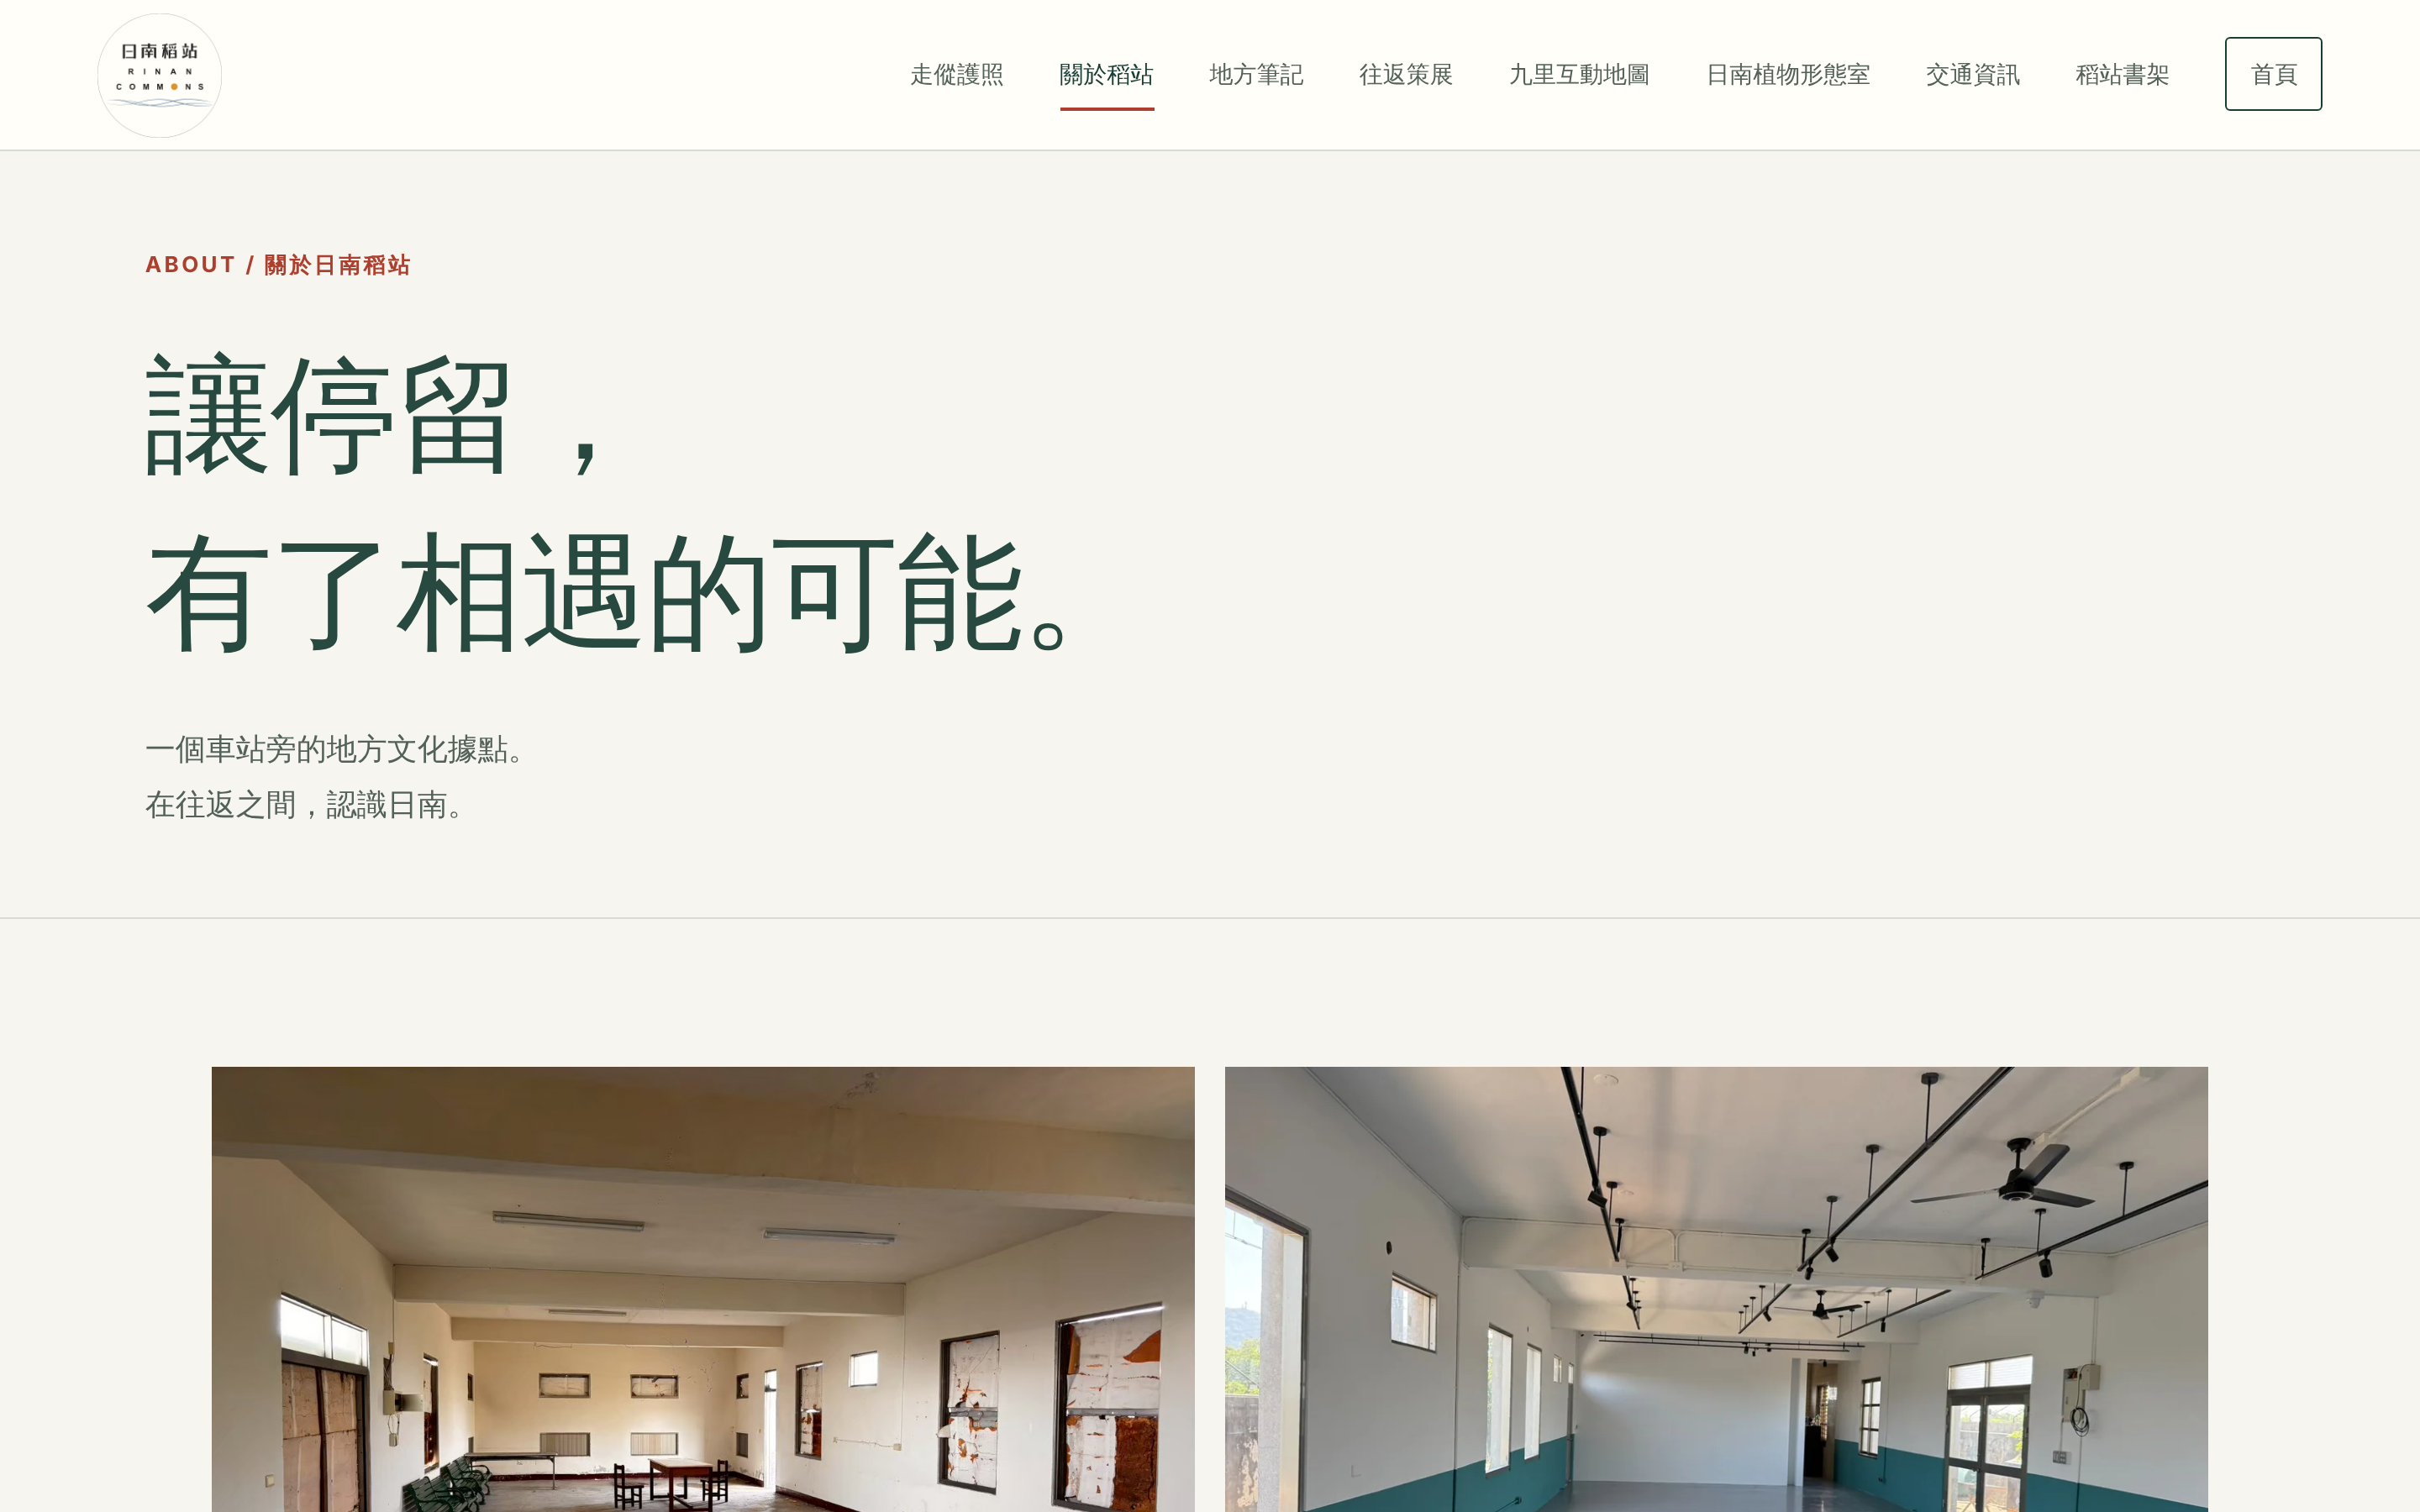 日南稻站
RINAN
COMMONS
走從護照
關於稻站
地方筆記
往返策展
九里互動地圖
日南植物形態室
交通資訊
稻站書架
首頁
ABOUT / 關於日南稻站
讓停留，
有了相遇的可能。
一個車站旁的地方文化據點。
在往返之間，認識日南。